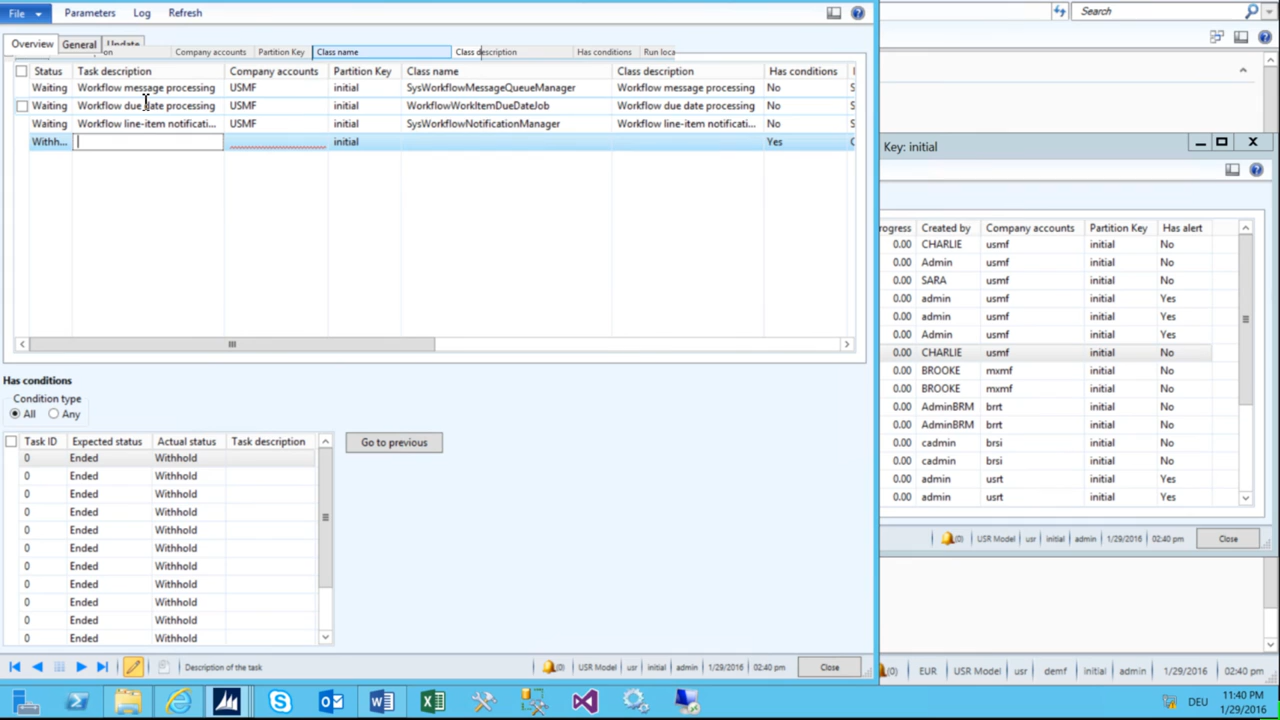 File Parameters Log Refresh
Search
Overview General Update
on Company accounts Partition Key Class name Class description Has conditions Run loca
Status Task description Company accounts Partition Key Class name Class description Has conditions
Waiting Workflow message processing USMF initial SysWorkflowMessageQueueManager Workflow message processing No S
Waiting Workflow due date processing USMF initial WorkflowWorkItemDueDateJob Workflow due date processing No S
Waiting Workflow line-item notificati... USMF initial SysWorkflowNotificationManager Workflow line-item notificati... No S
Withh... initial Yes C
Has conditions
Condition type
All Any
Task ID Expected status Actual status Task description
0 Ended Withhold
0 Ended Withhold
0 Ended Withhold
0 Ended Withhold
0 Ended Withhold
0 Ended Withhold
0 Ended Withhold
0 Ended Withhold
0 Ended Withhold
0 Ended Withhold
0 Ended Withhold
Go to previous
Description of the task (0) USR Model usr initial admin 1/29/2016 02:40 pm Close
Key: initial
rogress Created by Company accounts Partition Key Has alert
0.00 CHARLIE usmf initial No
0.00 Admin usmf initial No
0.00 SARA usmf initial No
0.00 admin usmf initial Yes
0.00 admin usmf initial Yes
0.00 Admin usmf initial Yes
0.00 CHARLIE usmf initial No
0.00 BROOKE mxmf initial No
0.00 BROOKE mxmf initial No
0.00 AdminBRM brrt initial No
0.00 AdminBRM brrt initial No
0.00 cadmin brsi initial No
0.00 cadmin brsi initial No
0.00 admin usrt initial Yes
0.00 admin usrt initial Yes
(0) USR Model usr initial admin 1/29/2016 02:40 pm Close
(0) EUR USR Model usr demf initial admin 1/29/2016 02:40 pm
DEU 11:40 PM
1/29/2016